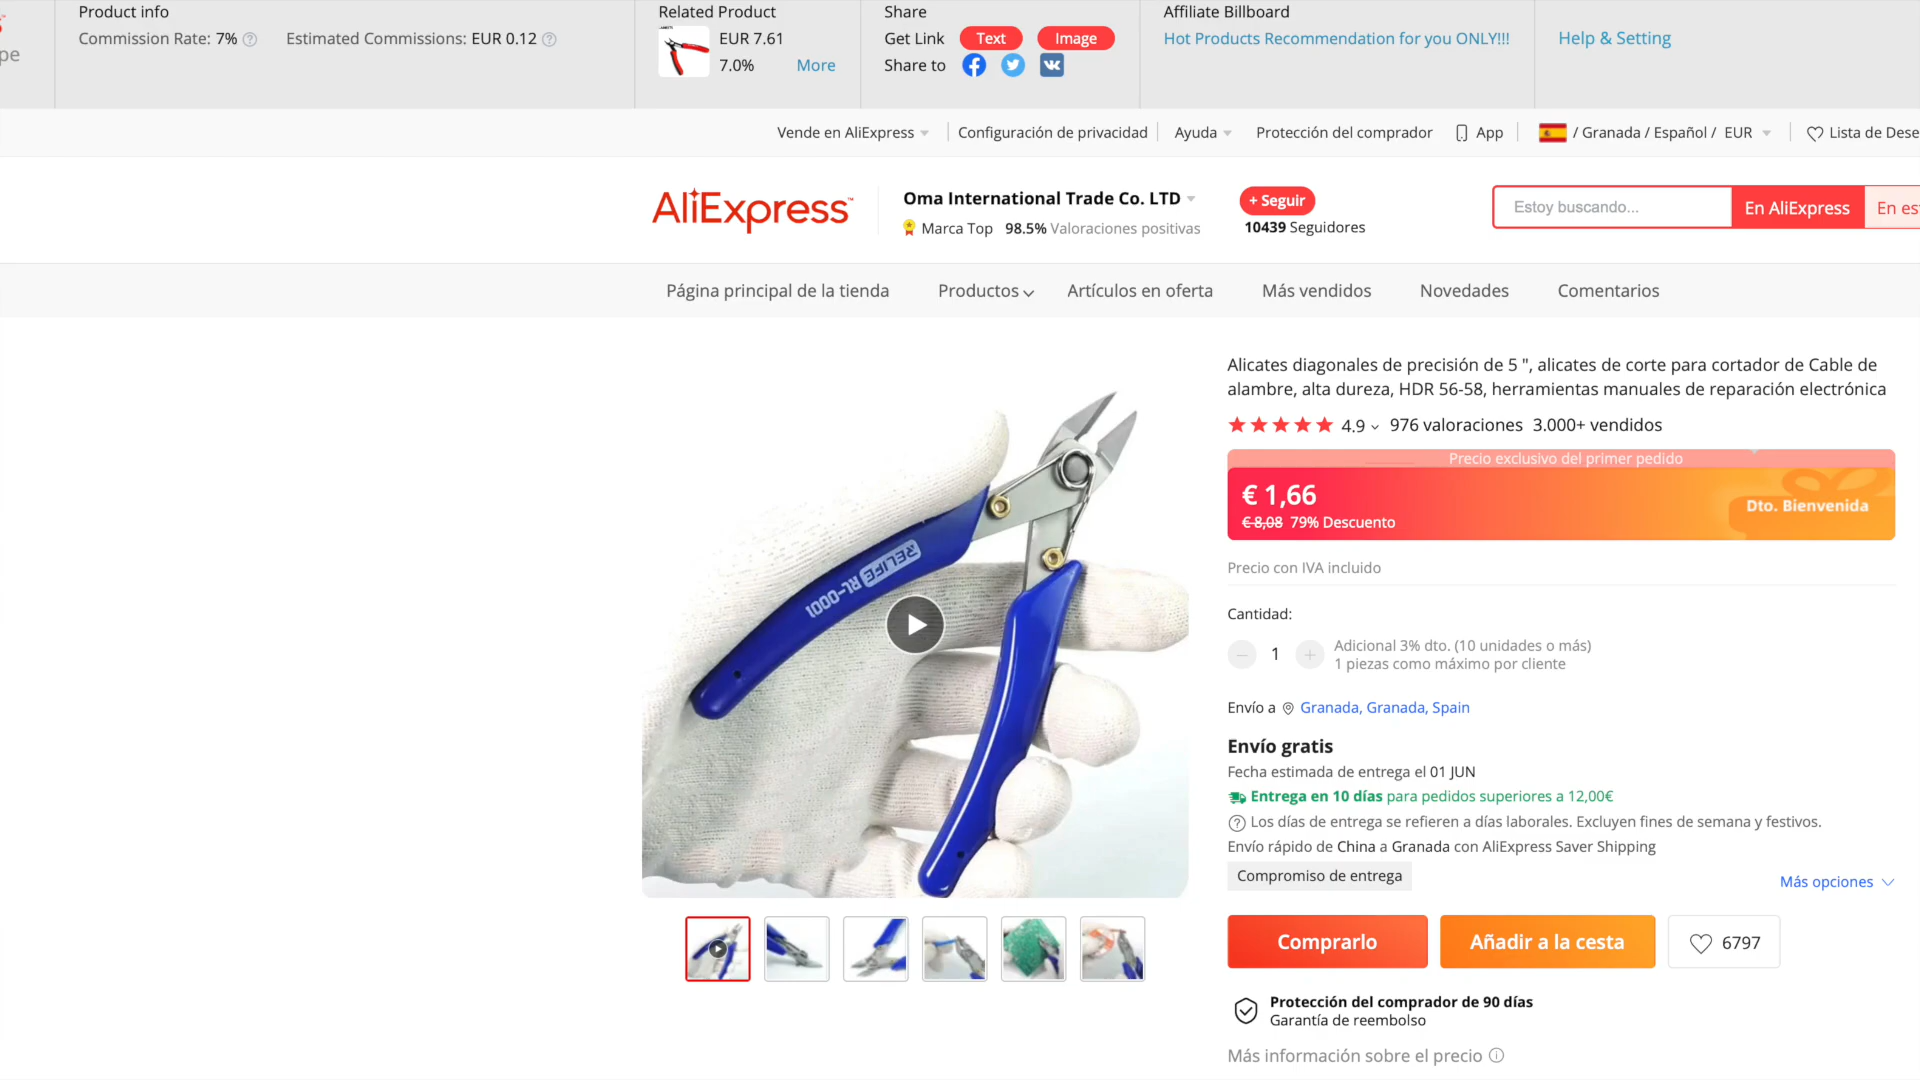 pe
Product info
Commission Rate: 7%
Estimated Commissions: EUR 0.12
Related Product
EUR 7.61
7.0%
More
Share
Get Link
Text
Image
Share to
Affiliate Billboard
Hot Products Recommendation for you ONLY!!!
Help & Setting
Vende en AliExpress
Configuración de privacidad
Ayuda
Protección del comprador
App
/ Granada / Español / EUR
Lista de Dese
AliExpress™
Oma International Trade Co. LTD
Marca Top 98.5% Valoraciones positivas
+ Seguir
10439 Seguidores
Estoy buscando...
En AliExpress
En es
Página principal de la tienda
Productos
Artículos en oferta
Más vendidos
Novedades
Comentarios
RELIFE RL-0001
Alicates diagonales de precisión de 5 ", alicates de corte para cortador de Cable de
alambre, alta dureza, HDR 56-58, herramientas manuales de reparación electrónica
4.9 976 valoraciones 3.000+ vendidos
Precio exclusivo del primer pedido
€ 1,66
€ 8,08 79% Descuento
Dto. Bienvenida
Precio con IVA incluido
Cantidad:
1
Adicional 3% dto. (10 unidades o más)
1 piezas como máximo por cliente
Envío a Granada, Granada, Spain
Envío gratis
Fecha estimada de entrega el 01 JUN
Entrega en 10 días para pedidos superiores a 12,00€
Los días de entrega se refieren a días laborales. Excluyen fines de semana y festivos.
Envío rápido de China a Granada con AliExpress Saver Shipping
Compromiso de entrega
Más opciones
Comprarlo
Añadir a la cesta
6797
Protección del comprador de 90 días
Garantía de reembolso
Más información sobre el precio